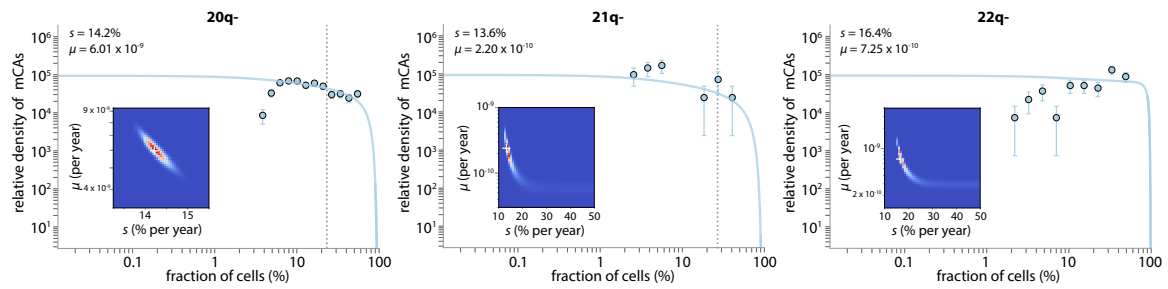 20q-
s = 14.2%
μ = 6.01 x 10⁻⁹
relative density of mCAs
10⁶
10⁵
10⁴
10³
10²
10¹
9 x 10⁻⁹
4 x 10⁻⁹
μ (per year)
14 15
s (% per year)
0.1 1 10 100
fraction of cells (%)
21q-
s = 13.6%
μ = 2.20 x 10⁻¹⁰
relative density of mCAs
10⁶
10⁵
10⁴
10³
10²
10¹
10⁻⁹
10⁻¹⁰
μ (per year)
10 20 30 40 50
s (% per year)
0.1 1 10 100
fraction of cells (%)
22q-
s = 16.4%
μ = 7.25 x 10⁻¹⁰
relative density of mCAs
10⁶
10⁵
10⁴
10³
10²
10¹
10⁻⁹
2 x 10⁻¹⁰
μ (per year)
10 20 30 40 50
s (% per year)
0.1 1 10 100
fraction of cells (%)